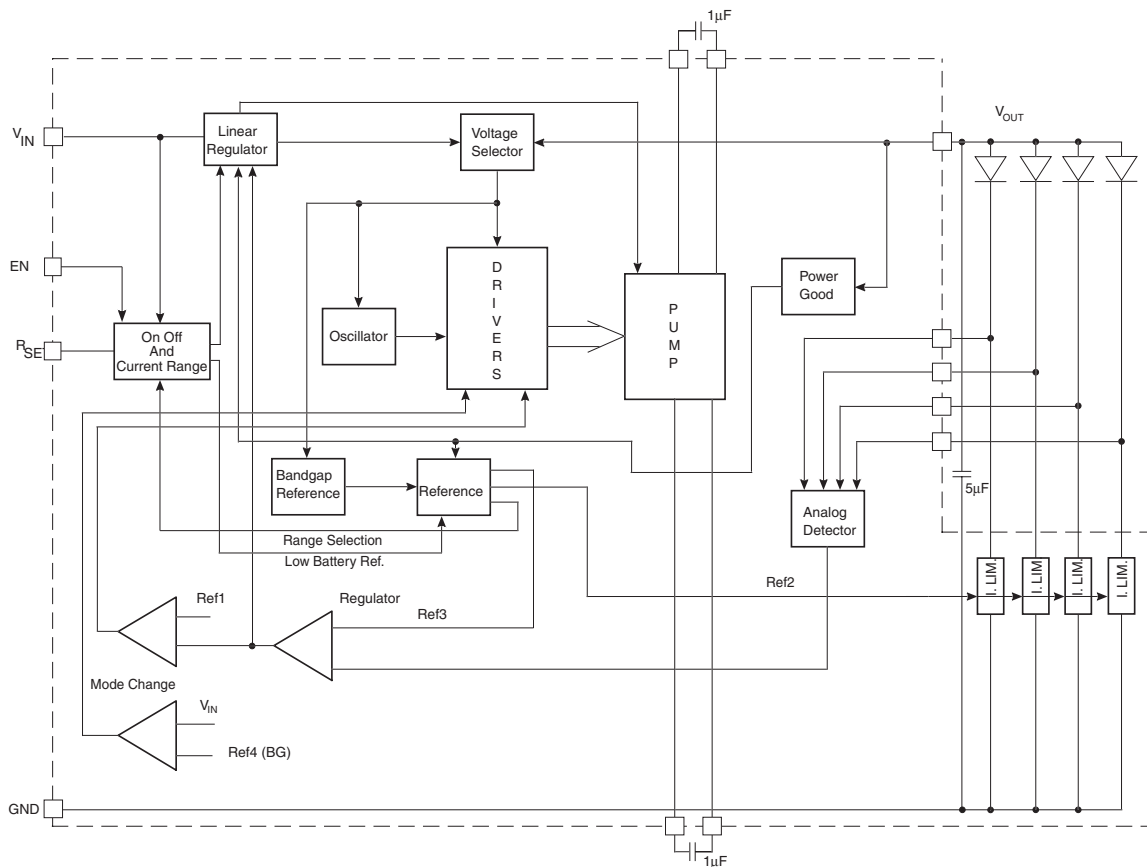 1μF
VIN
Linear
Regulator
Voltage
Selector
VOUT
EN
DRIVERS
PUMP
Power
Good
Oscillator
RSE
On Off
And
Current Range
Bandgap
Reference
Reference
5μF
Analog
Detector
Range Selection
Low Battery Ref.
I. LIM.
I. LIM
I. LIM.
I. LIM.
Ref2
Ref1
Regulator
Ref3
Mode Change
VIN
Ref4 (BG)
GND
1μF